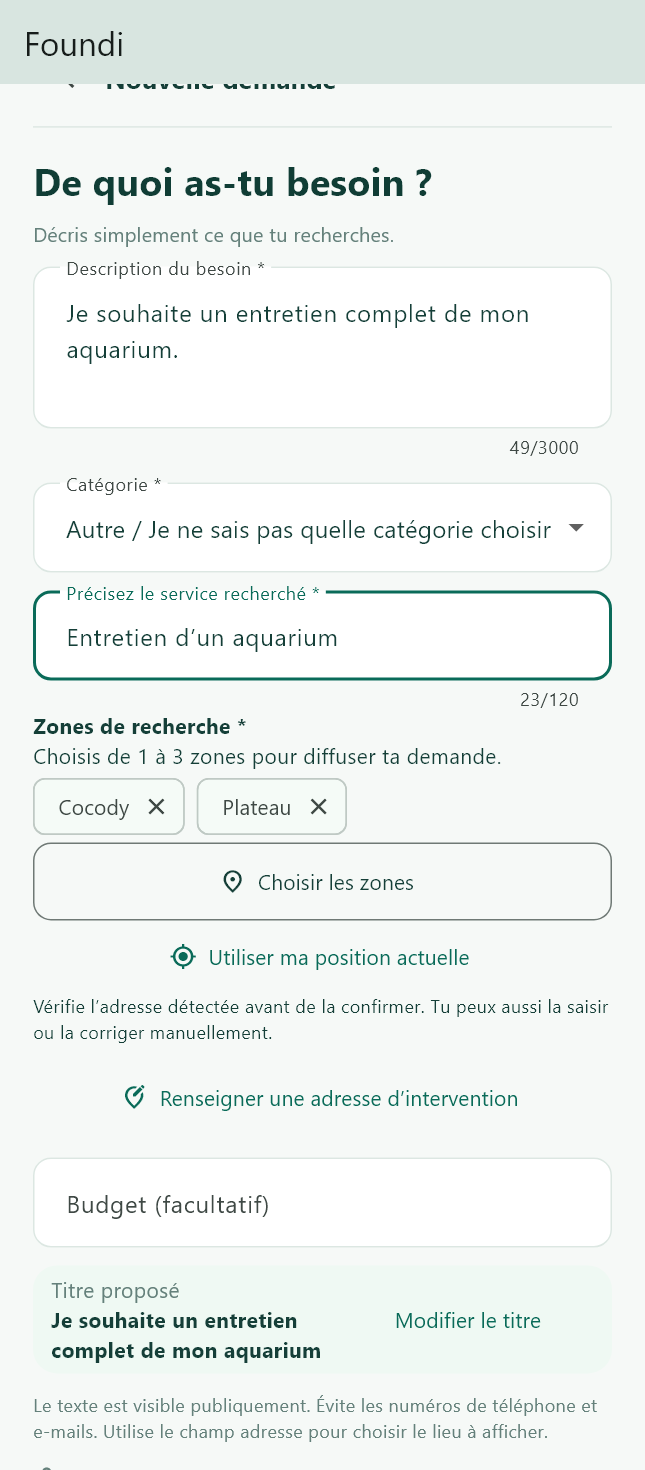 Foundi
Nouvelle demande
De quoi as-tu besoin ?
Décris simplement ce que tu recherches.
Description du besoin *
Je souhaite un entretien complet de mon
aquarium.
49/3000
Catégorie *
Autre / Je ne sais pas quelle catégorie choisir
Précisez le service recherché *
Entretien d’un aquarium
23/120
Zones de recherche *
Choisis de 1 à 3 zones pour diffuser ta demande.
Cocody Plateau
Choisir les zones
Utiliser ma position actuelle
Vérifie l’adresse détectée avant de la confirmer. Tu peux aussi la saisir
ou la corriger manuellement.
Renseigner une adresse d’intervention
Budget (facultatif)
Titre proposé
Je souhaite un entretien
complet de mon aquarium
Modifier le titre
Le texte est visible publiquement. Évite les numéros de téléphone et
e-mails. Utilise le champ adresse pour choisir le lieu à afficher.